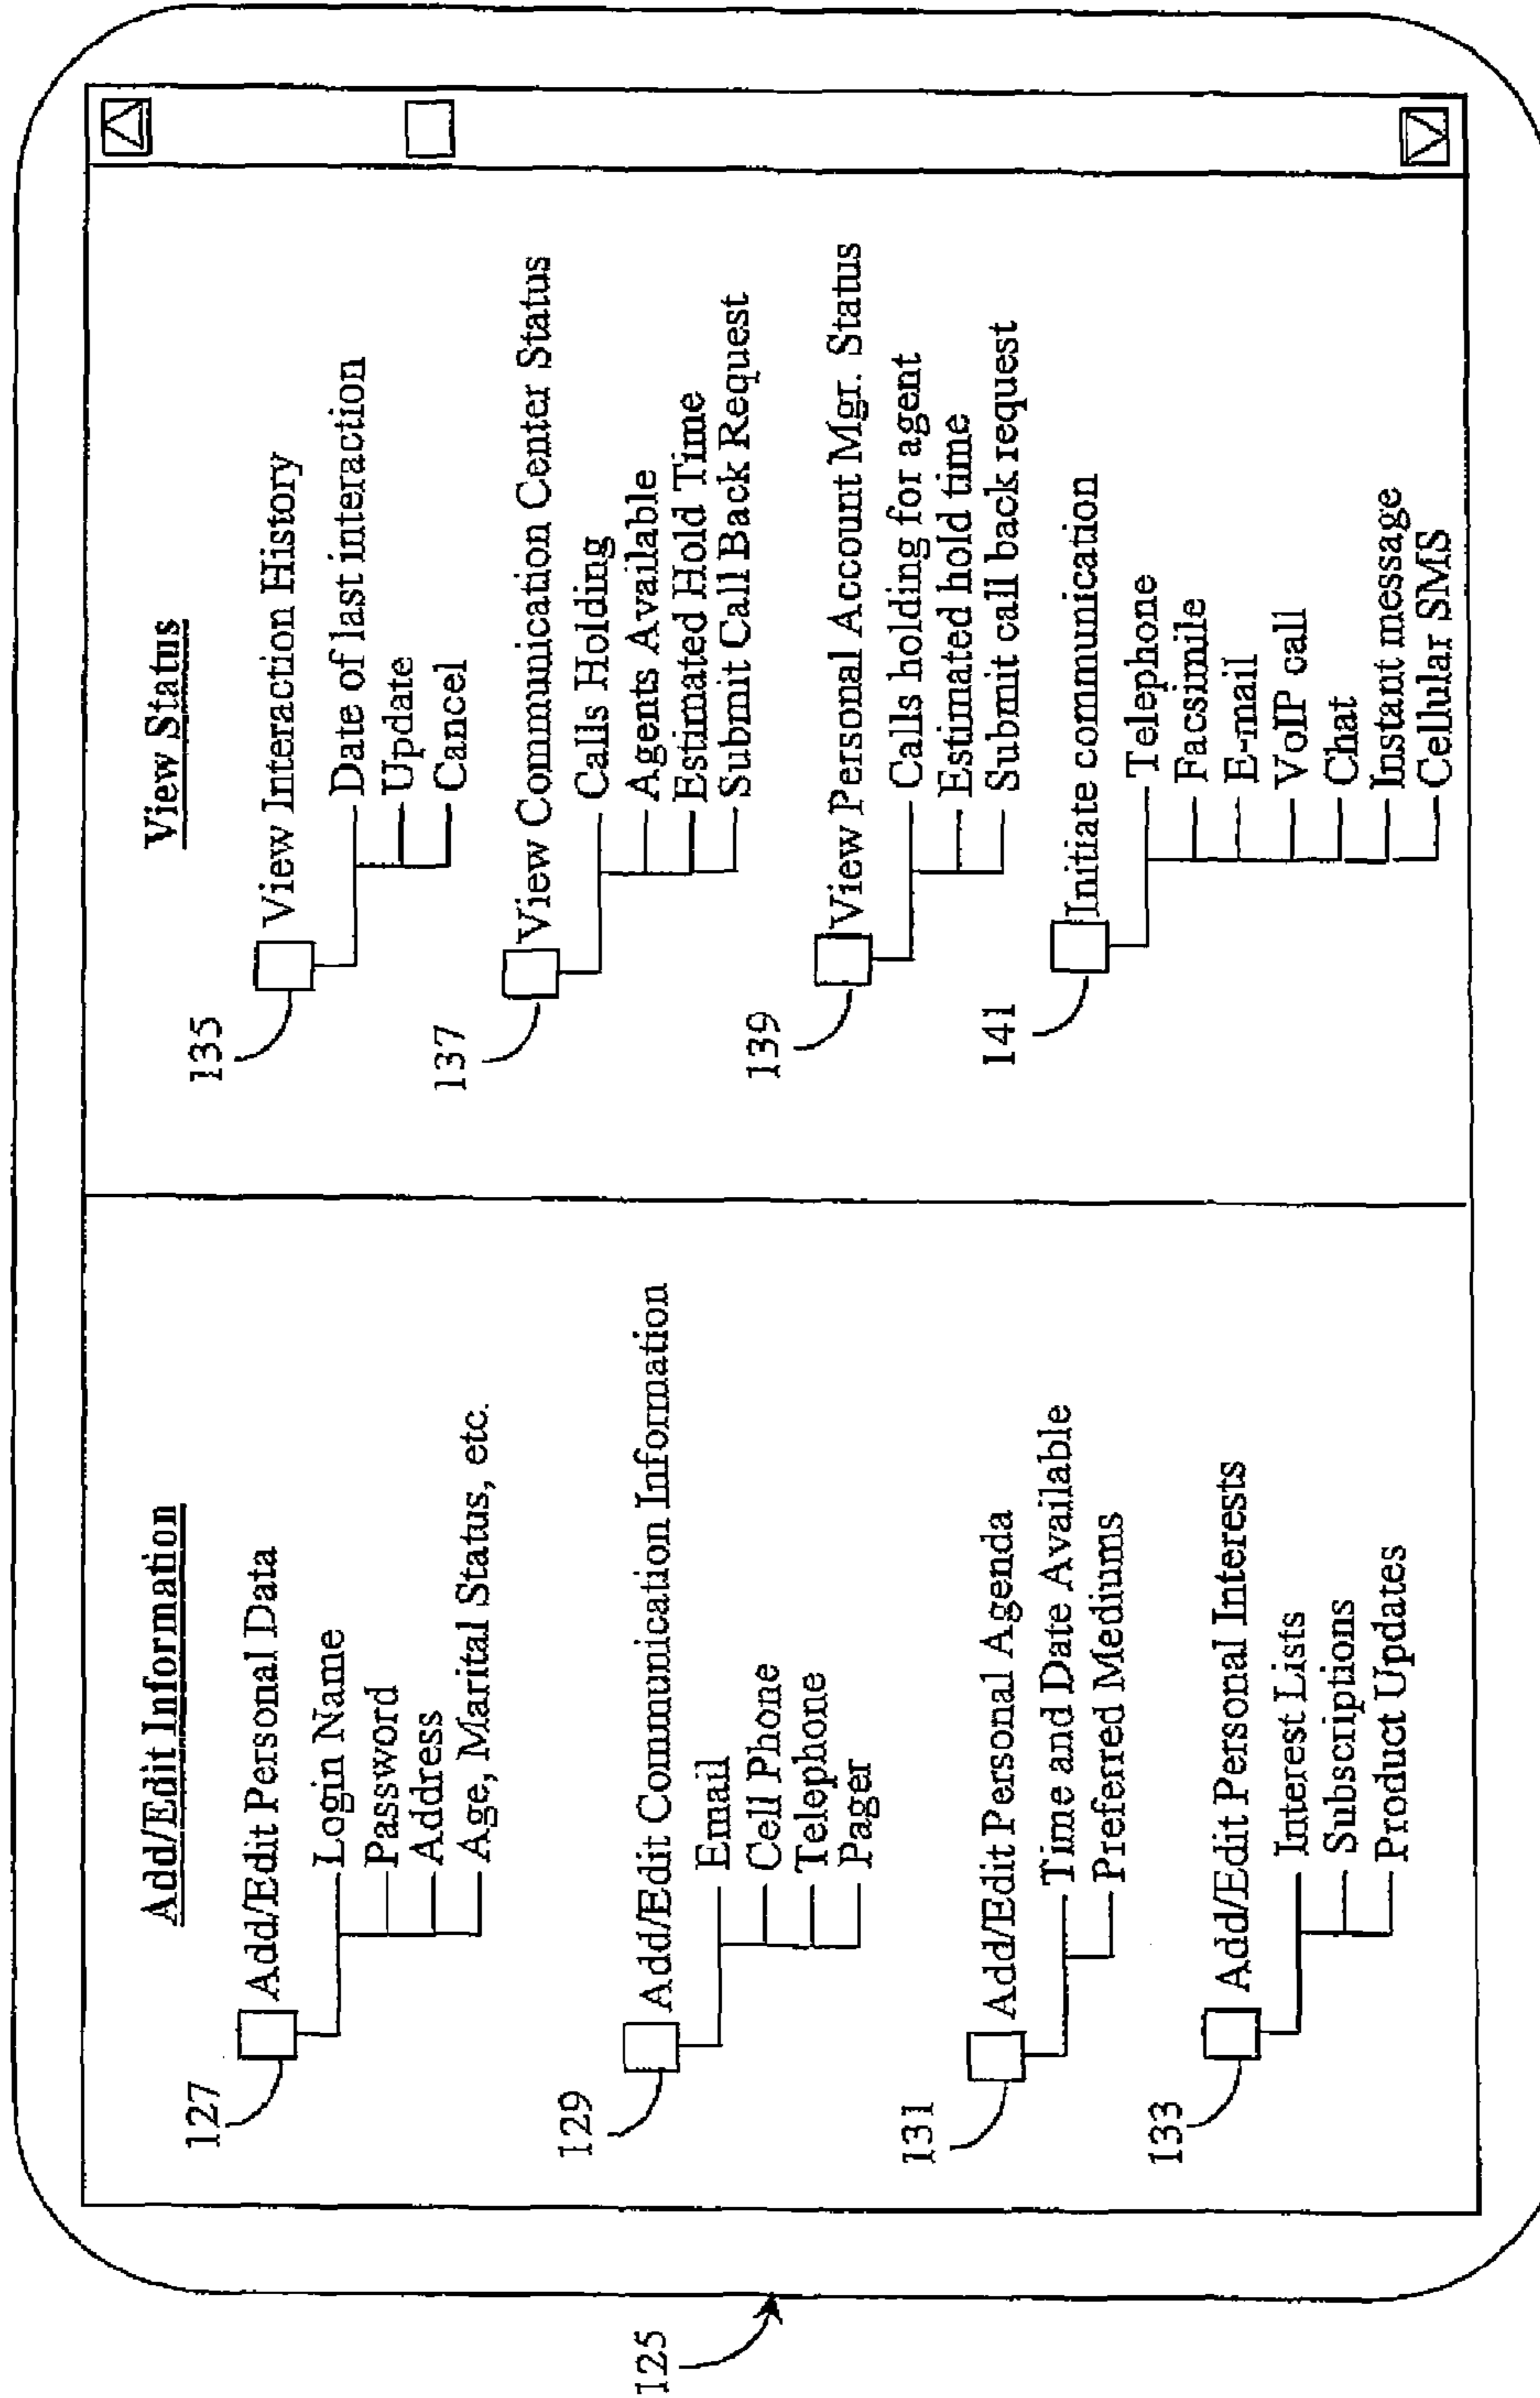 Add/Edit Information
127
Add/Edit Personal Data
Login Name
Password
Address
Age, Marital Status, etc.
129
Add/Edit Communication Information
Email
Cell Phone
Telephone
Pager
131
Add/Edit Personal Agenda
Time and Date Available
Preferred Mediums
133
Add/Edit Personal Interests
Interest Lists
Subscriptions
Product Updates
View Status
135
View Interaction History
Date of last interaction
Update
Cancel
137
View Communication Center Status
Calls Holding
Agents Available
Estimated Hold Time
Submit Call Back Request
139
View Personal Account Mgr. Status
Calls holding for agent
Estimated hold time
Submit call back request
141
Initiate communication
Telephone
Facsimile
E-mail
VoIP call
Chat
Instant message
Cellular SMS
125